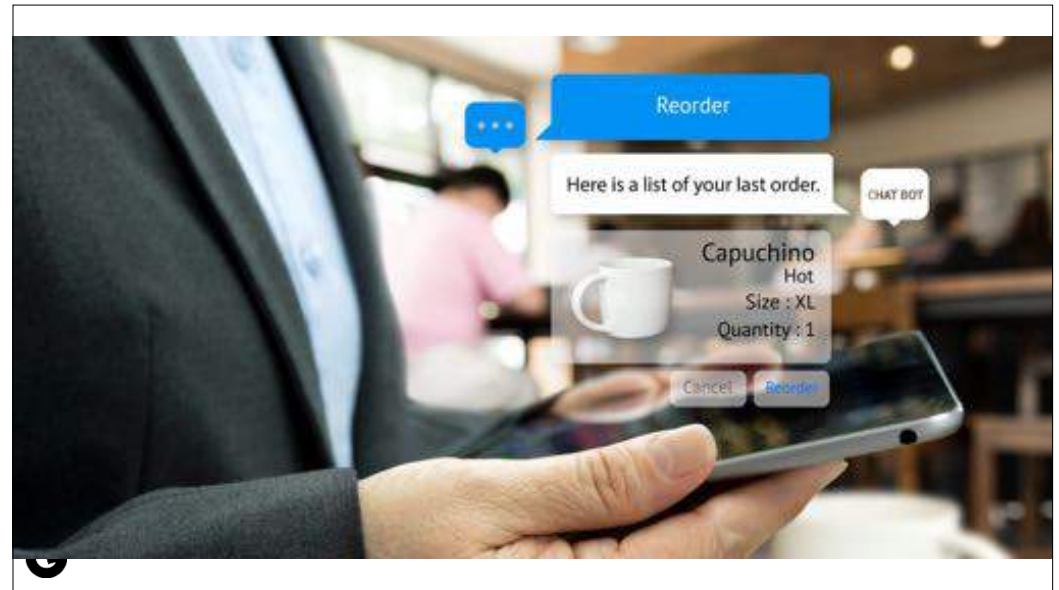 Reorder
Here is a list of your last order.
CHAT BOT
Capuchino
Hot
Size : XL
Quantity : 1
Cancel
Reorder